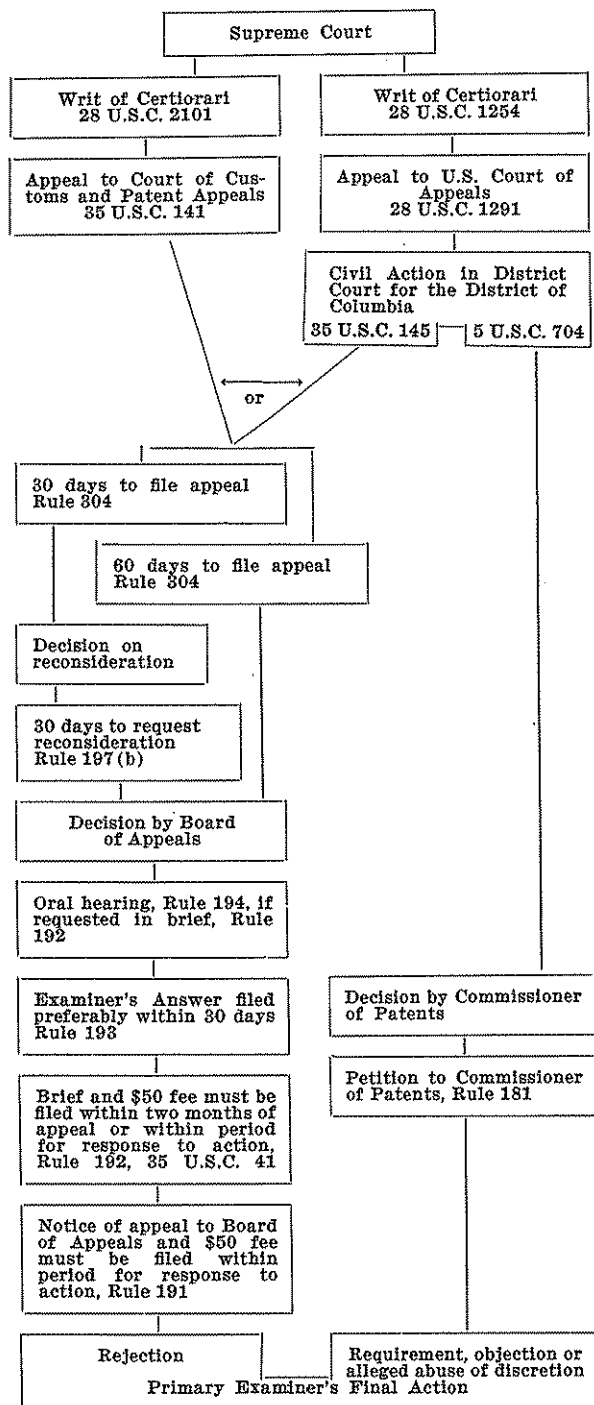 Supreme Court
Writ of Certiorari
28 U.S.C. 2101
Writ of Certiorari
28 U.S.C. 1254
Appeal to Court of Cus-
toms and Patent Appeals
35 U.S.C. 141
Appeal to U.S. Court of
Appeals
28 U.S.C. 1291
Civil Action in District
Court for the District of
Columbia
35 U.S.C. 145
5 U.S.C. 704
or
30 days to file appeal
Rule 304
60 days to file appeal
Rule 304
Decision on
reconsideration
30 days to request
reconsideration
Rule 197(b)
Decision by Board
of Appeals
Oral hearing, Rule 194, if
requested in brief, Rule
192
Examiner's Answer filed
preferably within 30 days
Rule 193
Decision by Commissioner
of Patents
Brief and $50 fee must be
filed within two months of
appeal or within period
for response to action,
Rule 192, 35 U.S.C. 41
Petition to Commissioner
of Patents, Rule 181
Notice of appeal to Board
of Appeals and $50 fee
must be filed within
period for response to
action, Rule 191
Rejection
Requirement, objection or
alleged abuse of discretion
Primary Examiner's Final Action